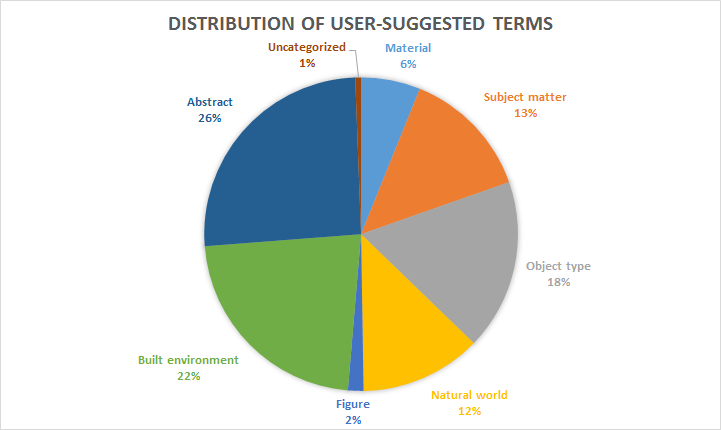 DISTRIBUTION OF USER-SUGGESTED TERMS
Uncategorized
1%
Material
6%
Subject matter
13%
Object type
18%
Natural world
12%
Figure
2%
Built environment
22%
Abstract
26%